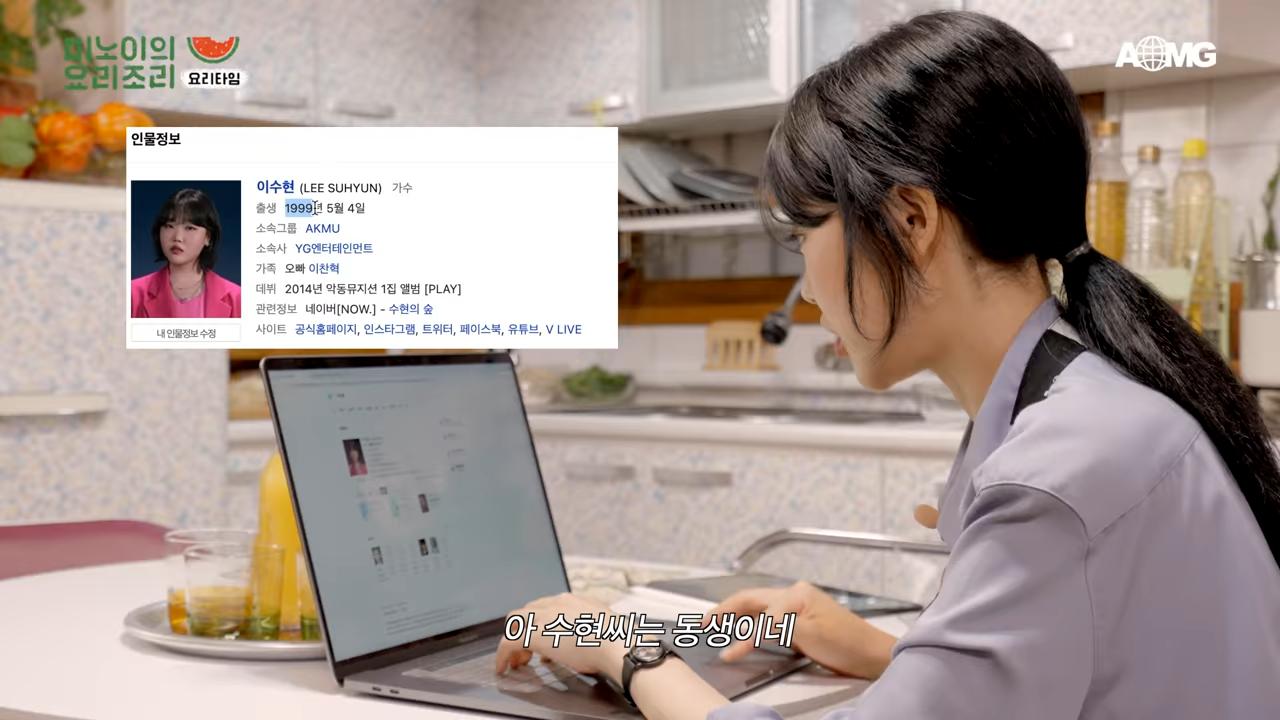 미노이의
요리조리
요리타임
AOMG
인물정보
이수현 (LEE SUHYUN) 가수
출생 1999년 5월 4일
소속그룹 AKMU
소속사 YG엔터테인먼트
가족 오빠 이찬혁
데뷔 2014년 악동뮤지션 1집 앨범 [PLAY]
관련정보 네이버[NOW.] - 수현의 숲
사이트 공식홈페이지, 인스타그램, 트위터, 페이스북, 유튜브, V LIVE
내 인물정보 수정
아 수현씨는 동생이네